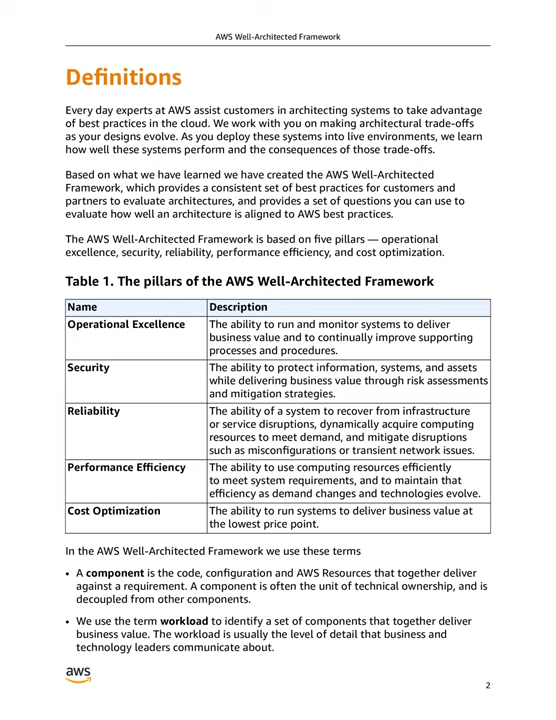 AWS Well-Architected Framework
Definitions
Every day experts at AWS assist customers in architecting systems to take advantage
of best practices in the cloud. We work with you on making architectural trade-offs
as your designs evolve. As you deploy these systems into live environments, we learn
how well these systems perform and the consequences of those trade-offs.
Based on what we have learned we have created the AWS Well-Architected
Framework, which provides a consistent set of best practices for customers and
partners to evaluate architectures, and provides a set of questions you can use to
evaluate how well an architecture is aligned to AWS best practices.
The AWS Well-Architected Framework is based on five pillars — operational
excellence, security, reliability, performance efficiency, and cost optimization.
Table 1. The pillars of the AWS Well-Architected Framework
Name Description
Operational Excellence The ability to run and monitor systems to deliver
business value and to continually improve supporting
processes and procedures.
Security The ability to protect information, systems, and assets
while delivering business value through risk assessments
and mitigation strategies.
Reliability The ability of a system to recover from infrastructure
or service disruptions, dynamically acquire computing
resources to meet demand, and mitigate disruptions
such as misconfigurations or transient network issues.
Performance Efficiency The ability to use computing resources efficiently
to meet system requirements, and to maintain that
efficiency as demand changes and technologies evolve.
Cost Optimization The ability to run systems to deliver business value at
the lowest price point.
In the AWS Well-Architected Framework we use these terms
• A component is the code, configuration and AWS Resources that together deliver
against a requirement. A component is often the unit of technical ownership, and is
decoupled from other components.
• We use the term workload to identify a set of components that together deliver
business value. The workload is usually the level of detail that business and
technology leaders communicate about.
aws
2